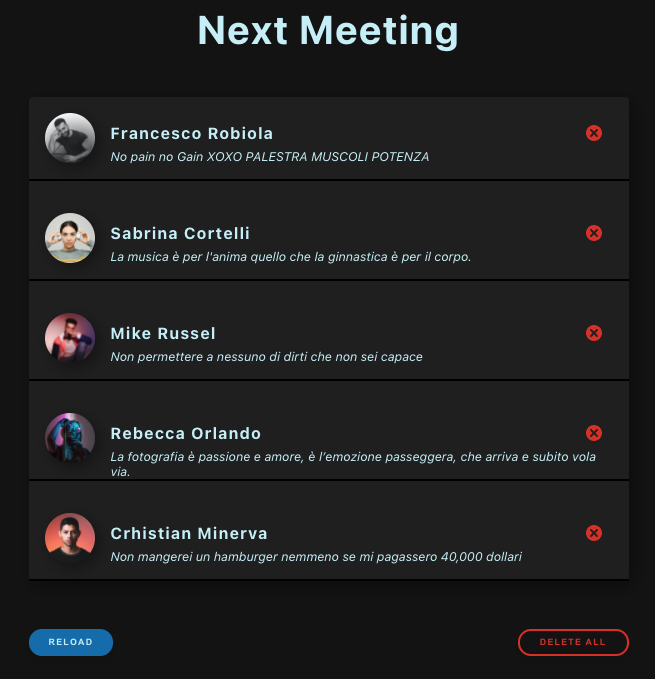 Next Meeting
Francesco Robiola
No pain no Gain XOXO PALESTRA MUSCOLI POTENZA
Sabrina Cortelli
La musica è per l'anima quello che la ginnastica è per il corpo.
Mike Russel
Non permettere a nessuno di dirti che non sei capace
Rebecca Orlando
La fotografia è passione e amore, è l'emozione passeggera, che arriva e subito vola
via.
Crhistian Minerva
Non mangerei un hamburger nemmeno se mi pagassero 40,000 dollari
RELOAD
DELETE ALL